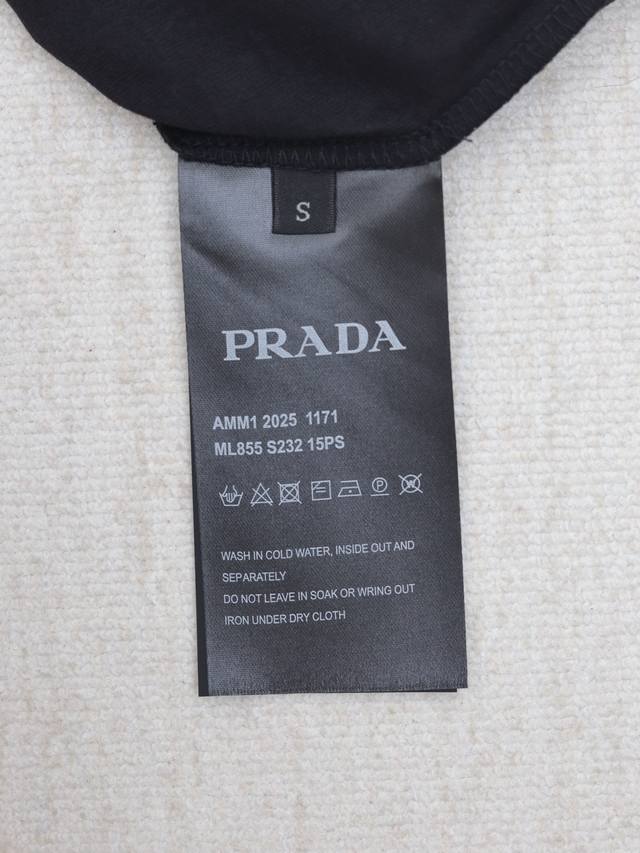 S
PRADA
AMM1 2025 1171
ML855 S232 15PS
P W
WASH IN COLD WATER, INSIDE OUT AND
SEPARATELY
DO NOT LEAVE IN SOAK OR WRING OUT
IRON UNDER DRY CLOTH